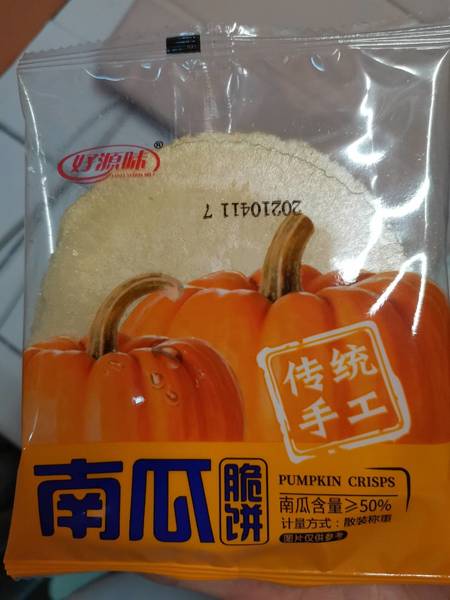 好源味®
20210411 7
传统
手工
南瓜
脆饼
PUMPKIN CRISPS
南瓜含量≥50%
计量方式：散装称重
图片仅供参考